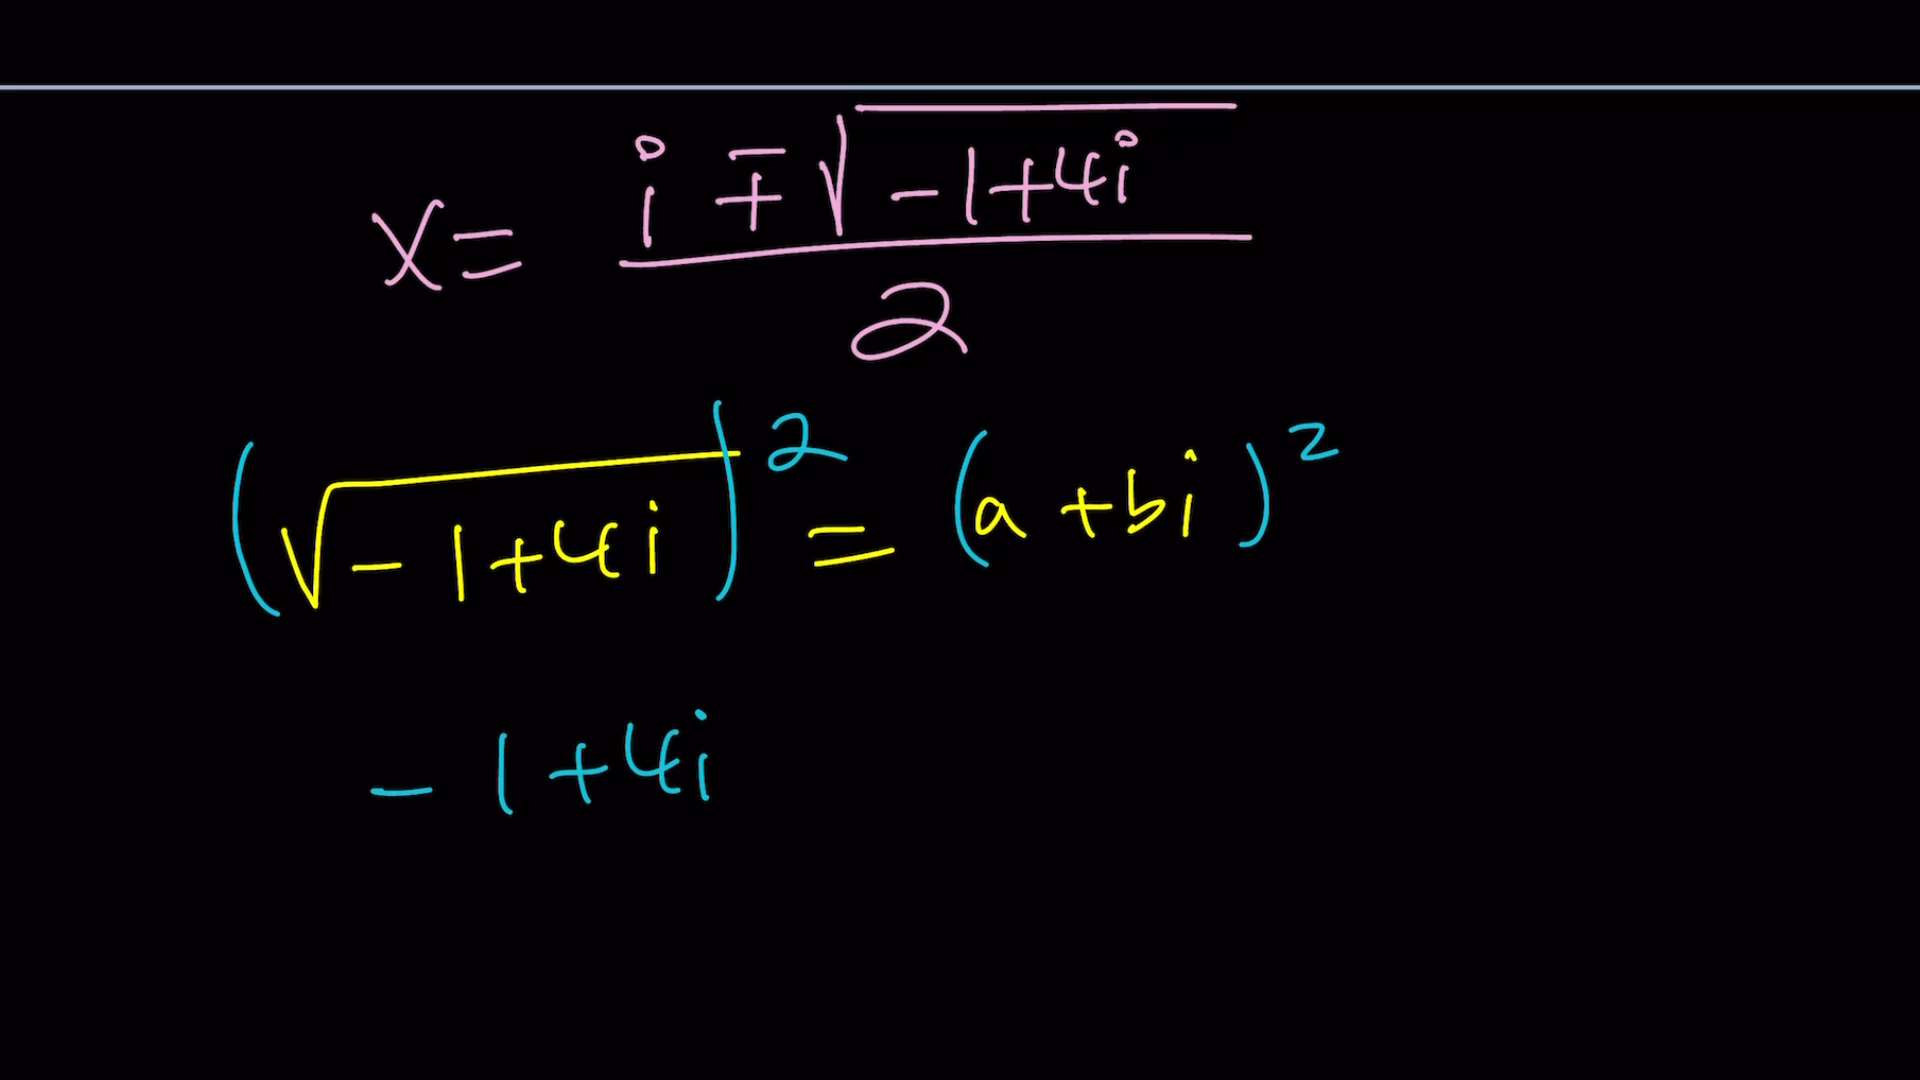 x = (i ∓ √(-1+4i)) / 2
(√(-1+4i))² = (a+bi)²
-1+4i